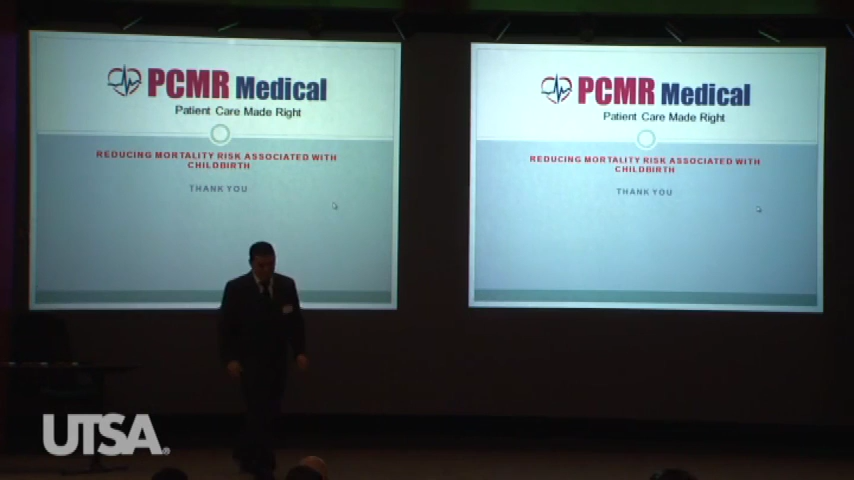 PCMR Medical
Patient Care Made Right
REDUCING MORTALITY RISK ASSOCIATED WITH
CHILDBIRTH
THANK YOU
PCMR Medical
Patient Care Made Right
REDUCING MORTALITY RISK ASSOCIATED WITH
CHILDBIRTH
THANK YOU
UTSA®